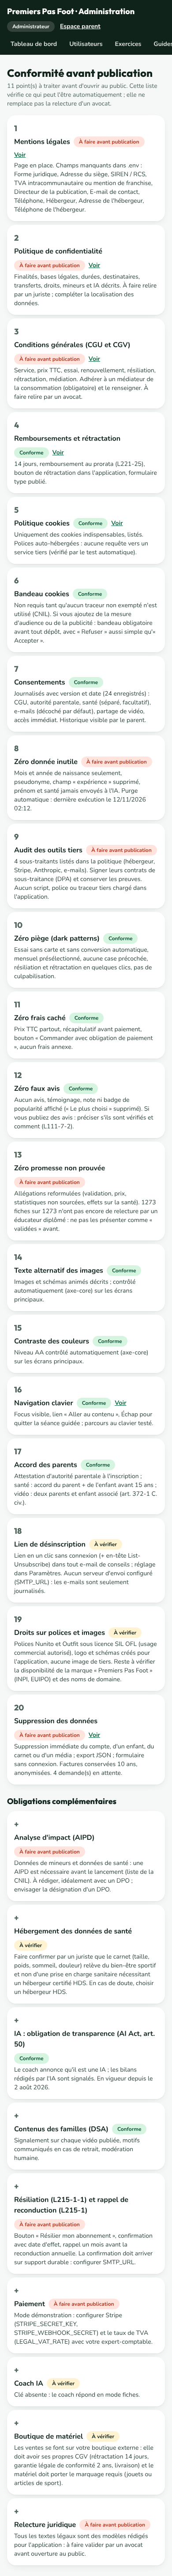 Premiers Pas Foot · Administration
Administrateur Espace parent
Tableau de bord Utilisateurs Exercices Guides
Conformité avant publication
11 point(s) à traiter avant d'ouvrir au public. Cette liste
vérifie ce qui peut l'être automatiquement ; elle ne
remplace pas la relecture d'un avocat.
1
Mentions légales À faire avant publication
Voir
Page en place. Champs manquants dans .env :
Forme juridique, Adresse du siège, SIREN / RCS,
TVA intracommunautaire ou mention de franchise,
Directeur de la publication, E-mail de contact,
Téléphone, Hébergeur, Adresse de l'hébergeur,
Téléphone de l'hébergeur.
2
Politique de confidentialité
À faire avant publication Voir
Finalités, bases légales, durées, destinataires,
transferts, droits, mineurs et IA décrits. À faire relire
par un juriste ; compléter la localisation des
données.
3
Conditions générales (CGU et CGV)
À faire avant publication Voir
Service, prix TTC, essai, renouvellement, résiliation,
rétractation, médiation. Adhérer à un médiateur de
la consommation (obligatoire) et le renseigner. À
faire relire par un avocat.
4
Remboursements et rétractation
Conforme Voir
14 jours, remboursement au prorata (L221-25),
bouton de rétractation dans l'application, formulaire
type publié.
5
Politique cookies Conforme Voir
Uniquement des cookies indispensables, listés.
Polices auto-hébergées : aucune requête vers un
service tiers (vérifié par le test automatique).
6
Bandeau cookies Conforme
Non requis tant qu'aucun traceur non exempté n'est
utilisé (CNIL). Si vous ajoutez de la mesure
d'audience ou de la publicité : bandeau obligatoire
avant tout dépôt, avec « Refuser » aussi simple qu'«
Accepter ».
7
Consentements Conforme
Journalisés avec version et date (24 enregistrés) :
CGU, autorité parentale, santé (séparé, facultatif),
e-mails (décoché par défaut), partage de vidéo,
accès immédiat. Historique visible par le parent.
8
Zéro donnée inutile À faire avant publication
Mois et année de naissance seulement,
pseudonyme, champ « expérience » supprimé,
prénom et santé jamais envoyés à l'IA. Purge
automatique : dernière exécution le 12/11/2026
02:12.
9
Audit des outils tiers À faire avant publication
4 sous-traitants listés dans la politique (hébergeur,
Stripe, Anthropic, e-mails). Signer leurs contrats de
sous-traitance (DPA) et conserver les preuves.
Aucun script, police ou traceur tiers chargé dans
l'application.
10
Zéro piège (dark patterns) Conforme
Essai sans carte et sans conversion automatique,
mensuel présélectionné, aucune case précochée,
résiliation et rétractation en quelques clics, pas de
culpabilisation.
11
Zéro frais caché Conforme
Prix TTC partout, récapitulatif avant paiement,
bouton « Commander avec obligation de paiement
», aucun frais annexe.
12
Zéro faux avis Conforme
Aucun avis, témoignage, note ni badge de
popularité affiché (« Le plus choisi » supprimé). Si
vous publiez des avis : préciser s'ils sont vérifiés et
comment (L111-7-2).
13
Zéro promesse non prouvée
À faire avant publication
Allégations reformulées (validation, prix,
statistiques non sourcées, effets sur la santé). 1273
fiches sur 1273 n'ont pas encore de relecture par un
éducateur diplômé : ne pas les présenter comme «
validées » avant.
14
Texte alternatif des images Conforme
Images et schémas animés décrits ; contrôlé
automatiquement (axe-core) sur les écrans
principaux.
15
Contraste des couleurs Conforme
Niveau AA contrôlé automatiquement (axe-core)
sur les écrans principaux.
16
Navigation clavier Conforme Voir
Focus visible, lien « Aller au contenu », Échap pour
quitter la séance guidée ; parcours au clavier testé.
17
Accord des parents Conforme
Attestation d'autorité parentale à l'inscription ;
santé : accord du parent + de l'enfant avant 15 ans ;
vidéo : deux parents et enfant associé (art. 372-1 C.
civ.).
18
Lien de désinscription À vérifier
Lien en un clic sans connexion (+ en-tête List-
Unsubscribe) dans tout e-mail de conseils ; réglage
dans Paramètres. Aucun serveur d'envoi configuré
(SMTP_URL) : les e-mails sont seulement
journalisés.
19
Droits sur polices et images À vérifier
Polices Nunito et Outfit sous licence SIL OFL (usage
commercial autorisé), logo et schémas créés pour
l'application, aucune image de tiers. Reste à vérifier
la disponibilité de la marque « Premiers Pas Foot »
(INPI, EUIPO) et des noms de domaine.
20
Suppression des données
À faire avant publication Voir
Suppression immédiate du compte, d'un enfant, du
carnet ou d'un média ; export JSON ; formulaire
sans connexion. Factures conservées 10 ans,
anonymisées. 4 demande(s) en attente.
Obligations complémentaires
+
Analyse d'impact (AIPD)
À faire avant publication
Données de mineurs et données de santé : une
AIPD est nécessaire avant le lancement (liste de la
CNIL). À rédiger, idéalement avec un DPO ;
envisager la désignation d'un DPO.
+
Hébergement des données de santé
À vérifier
Faire confirmer par un juriste que le carnet (taille,
poids, sommeil, douleur) relève du bien-être sportif
et non d'une prise en charge sanitaire nécessitant
un hébergeur certifié HDS. En cas de doute, choisir
un hébergeur HDS.
+
IA : obligation de transparence (AI Act, art.
50)
Conforme
Le coach annonce qu'il est une IA ; les bilans
rédigés par l'IA sont signalés. En vigueur depuis le
2 août 2026.
+
Contenus des familles (DSA) Conforme
Signalement sur chaque vidéo publiée, motifs
communiqués en cas de retrait, modération
humaine.
+
Résiliation (L215-1-1) et rappel de
reconduction (L215-1)
À faire avant publication
Bouton « Résilier mon abonnement », confirmation
avec date d'effet, rappel un mois avant la
reconduction annuelle. La confirmation doit arriver
sur support durable : configurer SMTP_URL.
+
Paiement À faire avant publication
Mode démonstration : configurer Stripe
(STRIPE_SECRET_KEY,
STRIPE_WEBHOOK_SECRET) et le taux de TVA
(LEGAL_VAT_RATE) avec votre expert-comptable.
+
Coach IA À vérifier
Clé absente : le coach répond en mode fiches.
+
Boutique de matériel À vérifier
Les ventes se font sur votre boutique externe : elle
doit avoir ses propres CGV (rétractation 14 jours,
garantie légale de conformité 2 ans, livraison) et le
matériel doit porter le marquage requis (jouets ou
articles de sport).
+
Relecture juridique À faire avant publication
Tous les textes légaux sont des modèles rédigés
pour l'application : à faire valider par un avocat
avant ouverture au public.